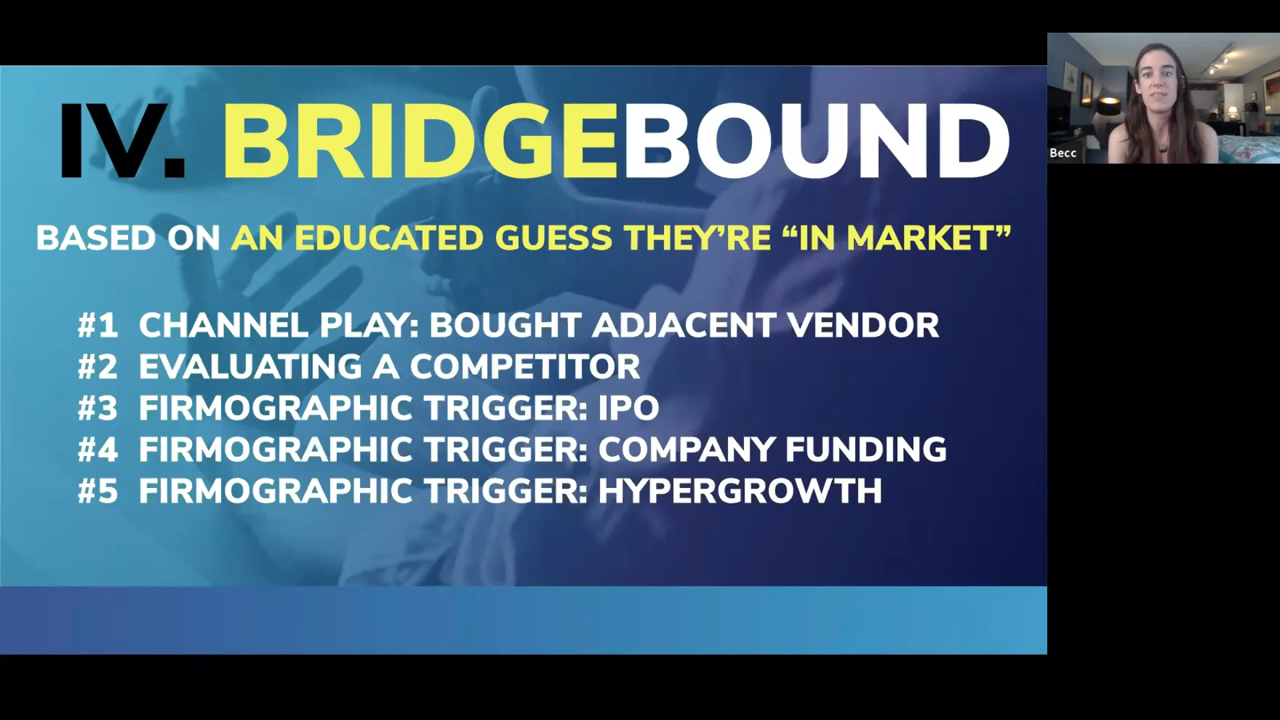 IV. BRIDGEBOUND
BASED ON AN EDUCATED GUESS THEY’RE “IN MARKET”
#1 CHANNEL PLAY: BOUGHT ADJACENT VENDOR
#2 EVALUATING A COMPETITOR
#3 FIRMOGRAPHIC TRIGGER: IPO
#4 FIRMOGRAPHIC TRIGGER: COMPANY FUNDING
#5 FIRMOGRAPHIC TRIGGER: HYPERGROWTH
Becc